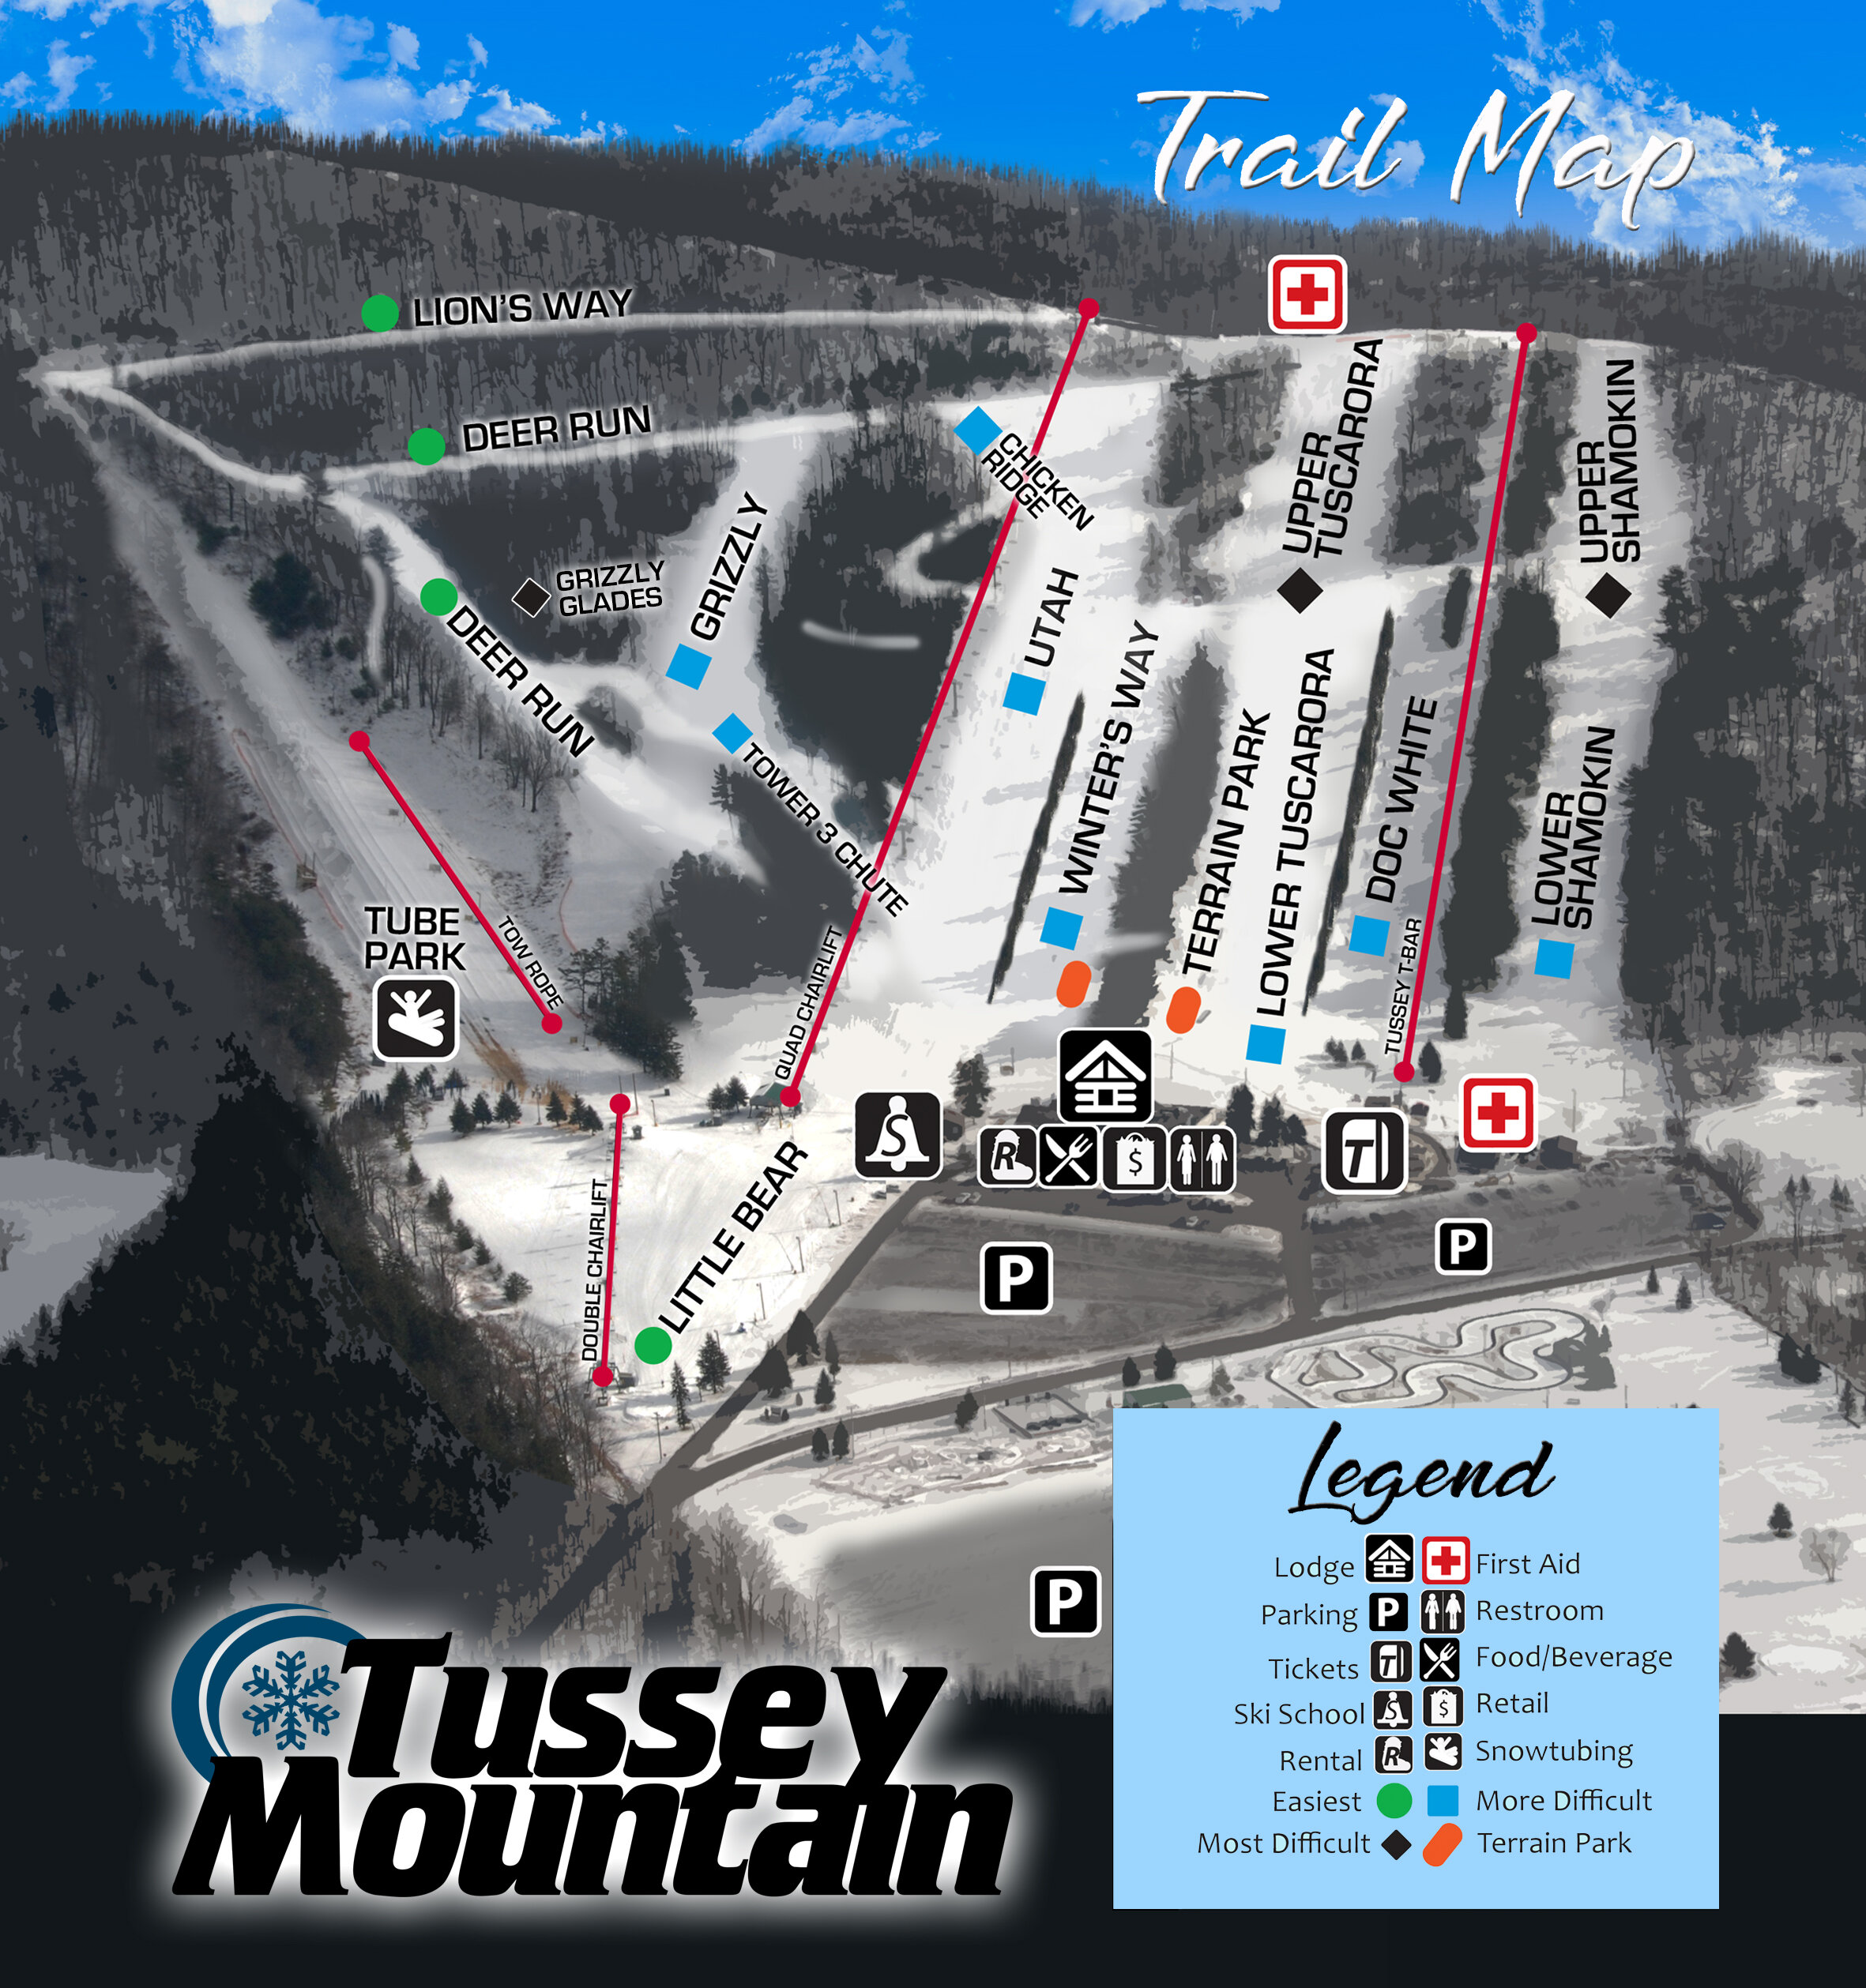 Trail Map
LION'S WAY
DEER RUN
CHICKEN
RIDGE
UPPER
TUSCARORA
UPPER
SHAMOKIN
GRIZZLY
GRIZZLY
GLADES
DEER RUN
UTAH
WINTER'S WAY
TOWER 3 CHUTE
TERRAIN PARK
LOWER TUSCARORA
DOC WHITE
LOWER
SHAMOKIN
TUBE
PARK
TOW ROPE
QUAD CHAIRLIFT
TUSSEY T-BAR
S
R
$
T
P
P
DOUBLE CHAIRLIFT
LITTLE BEAR
P
Legend
Lodge
First Aid
Parking P
Restroom
Tickets T
Food/Beverage
Ski School S
$ Retail
Rental R
Snowtubing
Easiest
More Difficult
Most Difficult
Terrain Park
Tussey
Mountain